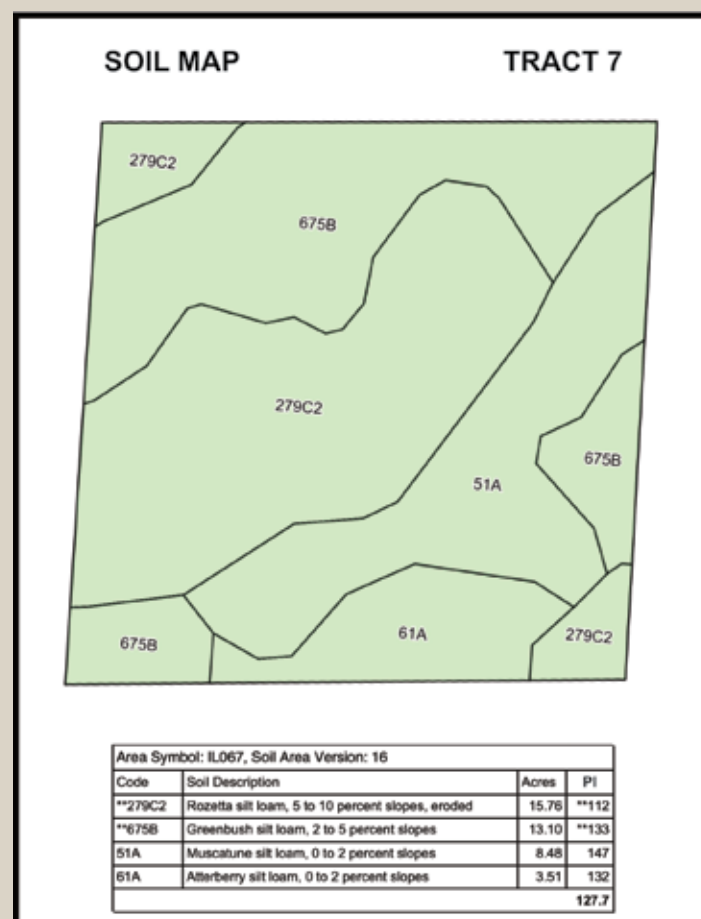 SOIL MAP TRACT 7
279C2
675B
279C2
675B
51A
61A
279C2
675B
Area Symbol: IL067, Soil Area Version: 16
Code Soil Description Acres PI
**279C2 Rozetta silt loam, 5 to 10 percent slopes, eroded 15.76 **112
**675B Greenbush silt loam, 2 to 5 percent slopes 13.10 **133
51A Muscatune silt loam, 0 to 2 percent slopes 8.48 147
61A Atterberry silt loam, 0 to 2 percent slopes 3.51 132
127.7